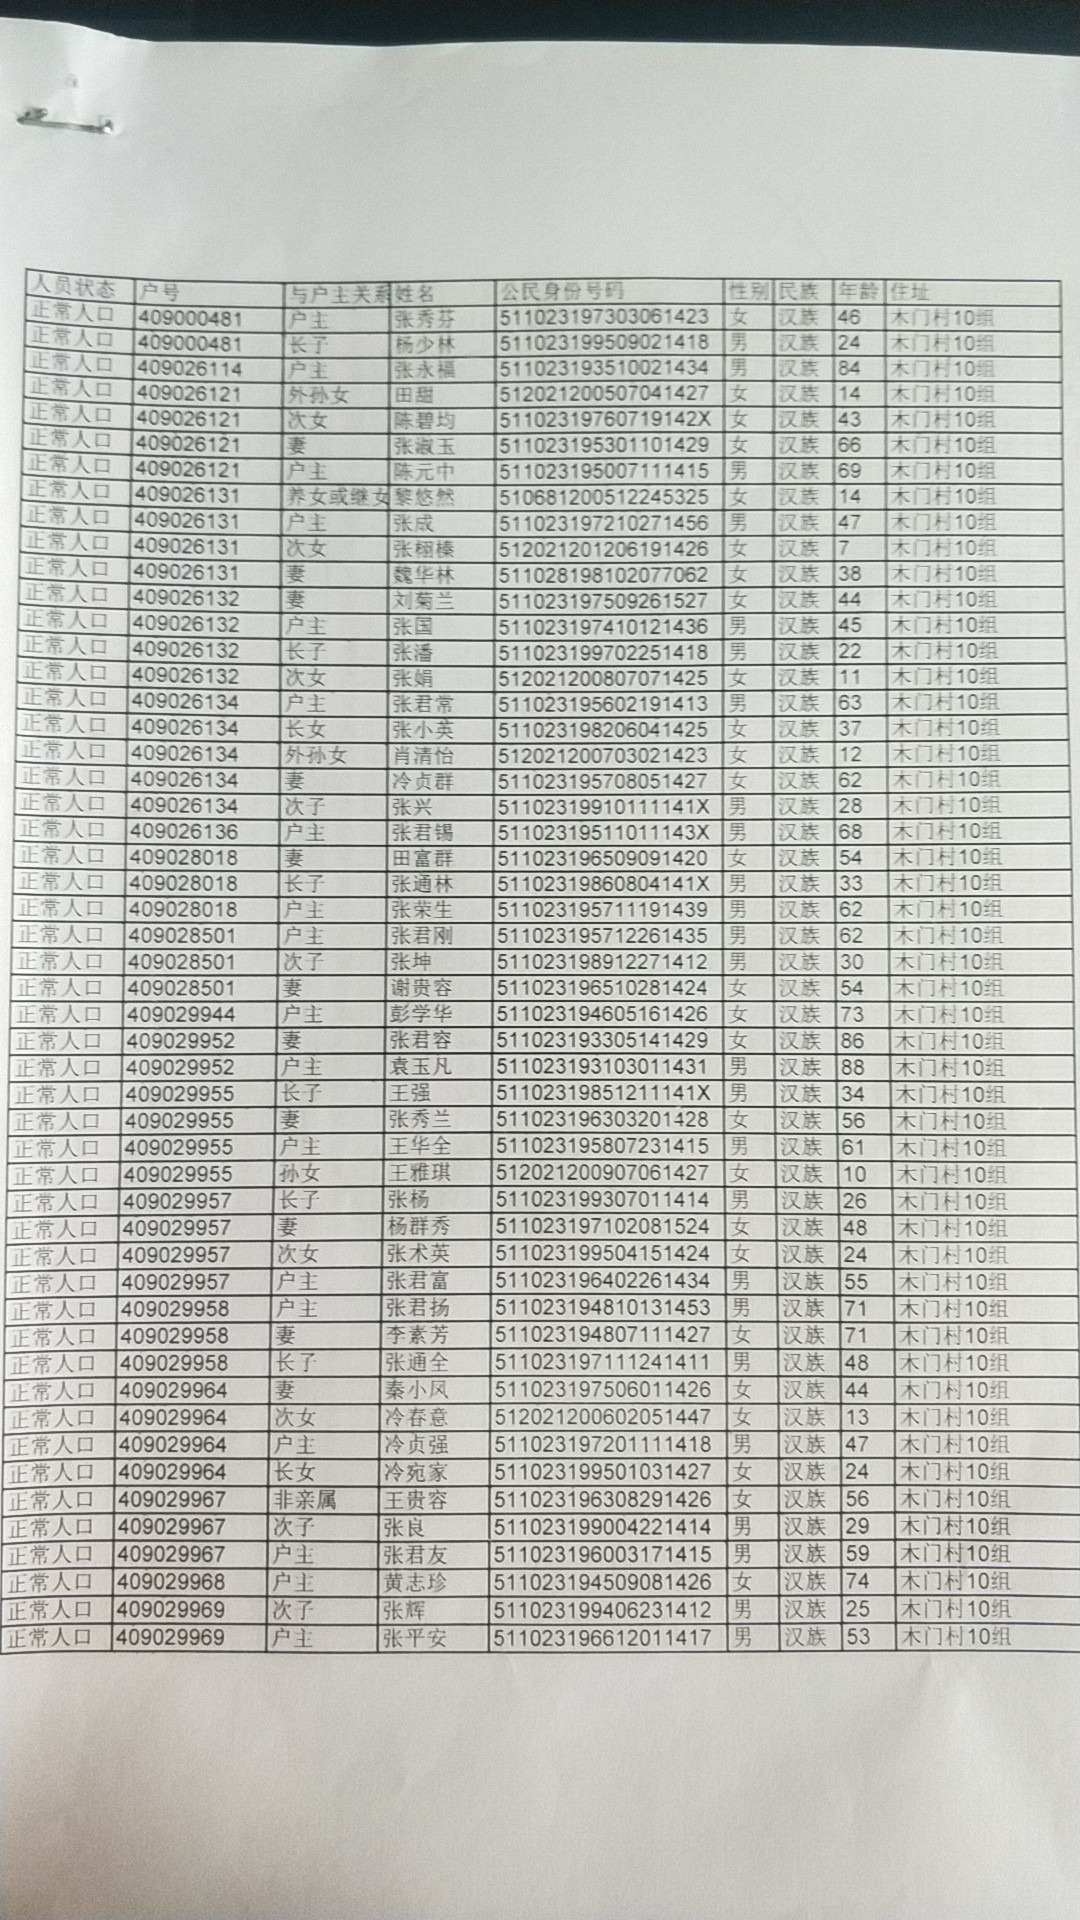 人员状态 户号 与户主关系 姓名 公民身份号码 性别 民族 年龄 住址
正常人口 409000481 户主 张秀芬 511023197303061423 女 汉族 46 木门村10组
正常人口 409000481 长子 杨少林 511023199509021418 男 汉族 24 木门村10组
正常人口 409026114 户主 张永福 511023193510021434 男 汉族 84 木门村10组
正常人口 409026121 外孙女 田甜 512021200507041427 女 汉族 14 木门村10组
正常人口 409026121 次女 陈碧均 51102319760719142X 女 汉族 43 木门村10组
正常人口 409026121 妻 张淑玉 511023195301101429 女 汉族 66 木门村10组
正常人口 409026121 户主 陈元中 511023195007111415 男 汉族 69 木门村10组
正常人口 409026131 养女或继女 黎悠然 510681200512245325 女 汉族 14 木门村10组
正常人口 409026131 户主 张成 511023197210271456 男 汉族 47 木门村10组
正常人口 409026131 次女 张栩榛 512021201206191426 女 汉族 7 木门村10组
正常人口 409026131 妻 魏华林 511028198102077062 女 汉族 38 木门村10组
正常人口 409026132 妻 刘菊兰 511023197509261527 女 汉族 44 木门村10组
正常人口 409026132 户主 张国 511023197410121436 男 汉族 45 木门村10组
正常人口 409026132 长子 张潘 511023199702251418 男 汉族 22 木门村10组
正常人口 409026132 次女 张娟 512021200807071425 女 汉族 11 木门村10组
正常人口 409026134 户主 张君常 511023195602191413 男 汉族 63 木门村10组
正常人口 409026134 长女 张小英 511023198206041425 女 汉族 37 木门村10组
正常人口 409026134 外孙女 肖清怡 512021200703021423 女 汉族 12 木门村10组
正常人口 409026134 妻 冷贞群 511023195708051427 女 汉族 62 木门村10组
正常人口 409026134 次子 张兴 51102319910111141X 男 汉族 28 木门村10组
正常人口 409026136 户主 张君锡 51102319511011143X 男 汉族 68 木门村10组
正常人口 409028018 妻 田富群 511023196509091420 女 汉族 54 木门村10组
正常人口 409028018 长子 张通林 51102319860804141X 男 汉族 33 木门村10组
正常人口 409028018 户主 张荣生 511023195711191439 男 汉族 62 木门村10组
正常人口 409028501 户主 张君刚 511023195712261435 男 汉族 62 木门村10组
正常人口 409028501 次子 张坤 511023198912271412 男 汉族 30 木门村10组
正常人口 409028501 妻 谢贵容 511023196510281424 女 汉族 54 木门村10组
正常人口 409029944 户主 彭学华 511023194605161426 女 汉族 73 木门村10组
正常人口 409029952 妻 张君容 511023193305141429 女 汉族 86 木门村10组
正常人口 409029952 户主 袁玉凡 511023193103011431 男 汉族 88 木门村10组
正常人口 409029955 长子 王强 51102319851211141X 男 汉族 34 木门村10组
正常人口 409029955 妻 张秀兰 511023196303201428 女 汉族 56 木门村10组
正常人口 409029955 户主 王华全 511023195807231415 男 汉族 61 木门村10组
正常人口 409029955 孙女 王雅琪 512021200907061427 女 汉族 10 木门村10组
正常人口 409029957 长子 张杨 511023199307011414 男 汉族 26 木门村10组
正常人口 409029957 妻 杨群秀 511023197102081524 女 汉族 48 木门村10组
正常人口 409029957 次女 张术英 511023199504151424 女 汉族 24 木门村10组
正常人口 409029957 户主 张君富 511023196402261434 男 汉族 55 木门村10组
正常人口 409029958 户主 张君扬 511023194810131453 男 汉族 71 木门村10组
正常人口 409029958 妻 李素芳 511023194807111427 女 汉族 71 木门村10组
正常人口 409029958 长子 张通全 511023197111241411 男 汉族 48 木门村10组
正常人口 409029964 妻 秦小凤 511023197506011426 女 汉族 44 木门村10组
正常人口 409029964 次女 冷春意 512021200602051447 女 汉族 13 木门村10组
正常人口 409029964 户主 冷贞强 511023197201111418 男 汉族 47 木门村10组
正常人口 409029964 长女 冷宛家 511023199501031427 女 汉族 24 木门村10组
正常人口 409029967 非亲属 王贵容 511023196308291426 女 汉族 56 木门村10组
正常人口 409029967 次子 张良 511023199004221414 男 汉族 29 木门村10组
正常人口 409029967 户主 张君友 511023196003171415 男 汉族 59 木门村10组
正常人口 409029968 户主 黄志珍 511023194509081426 女 汉族 74 木门村10组
正常人口 409029969 次子 张辉 511023199406231412 男 汉族 25 木门村10组
正常人口 409029969 户主 张平安 511023196612011417 男 汉族 53 木门村10组